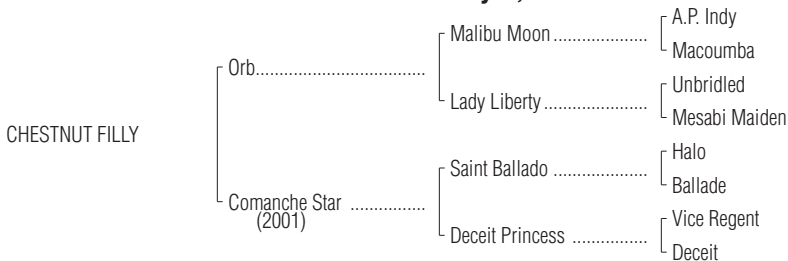 A.P. Indy
Malibu Moon ......................
Macoumba
Orb.......................................
Unbridled
Lady Liberty ........................
Mesabi Maiden
CHESTNUT FILLY
Halo
Saint Ballado ......................
Ballade
Comanche Star .................
(2001)
Vice Regent
Deceit Princess .................
Deceit